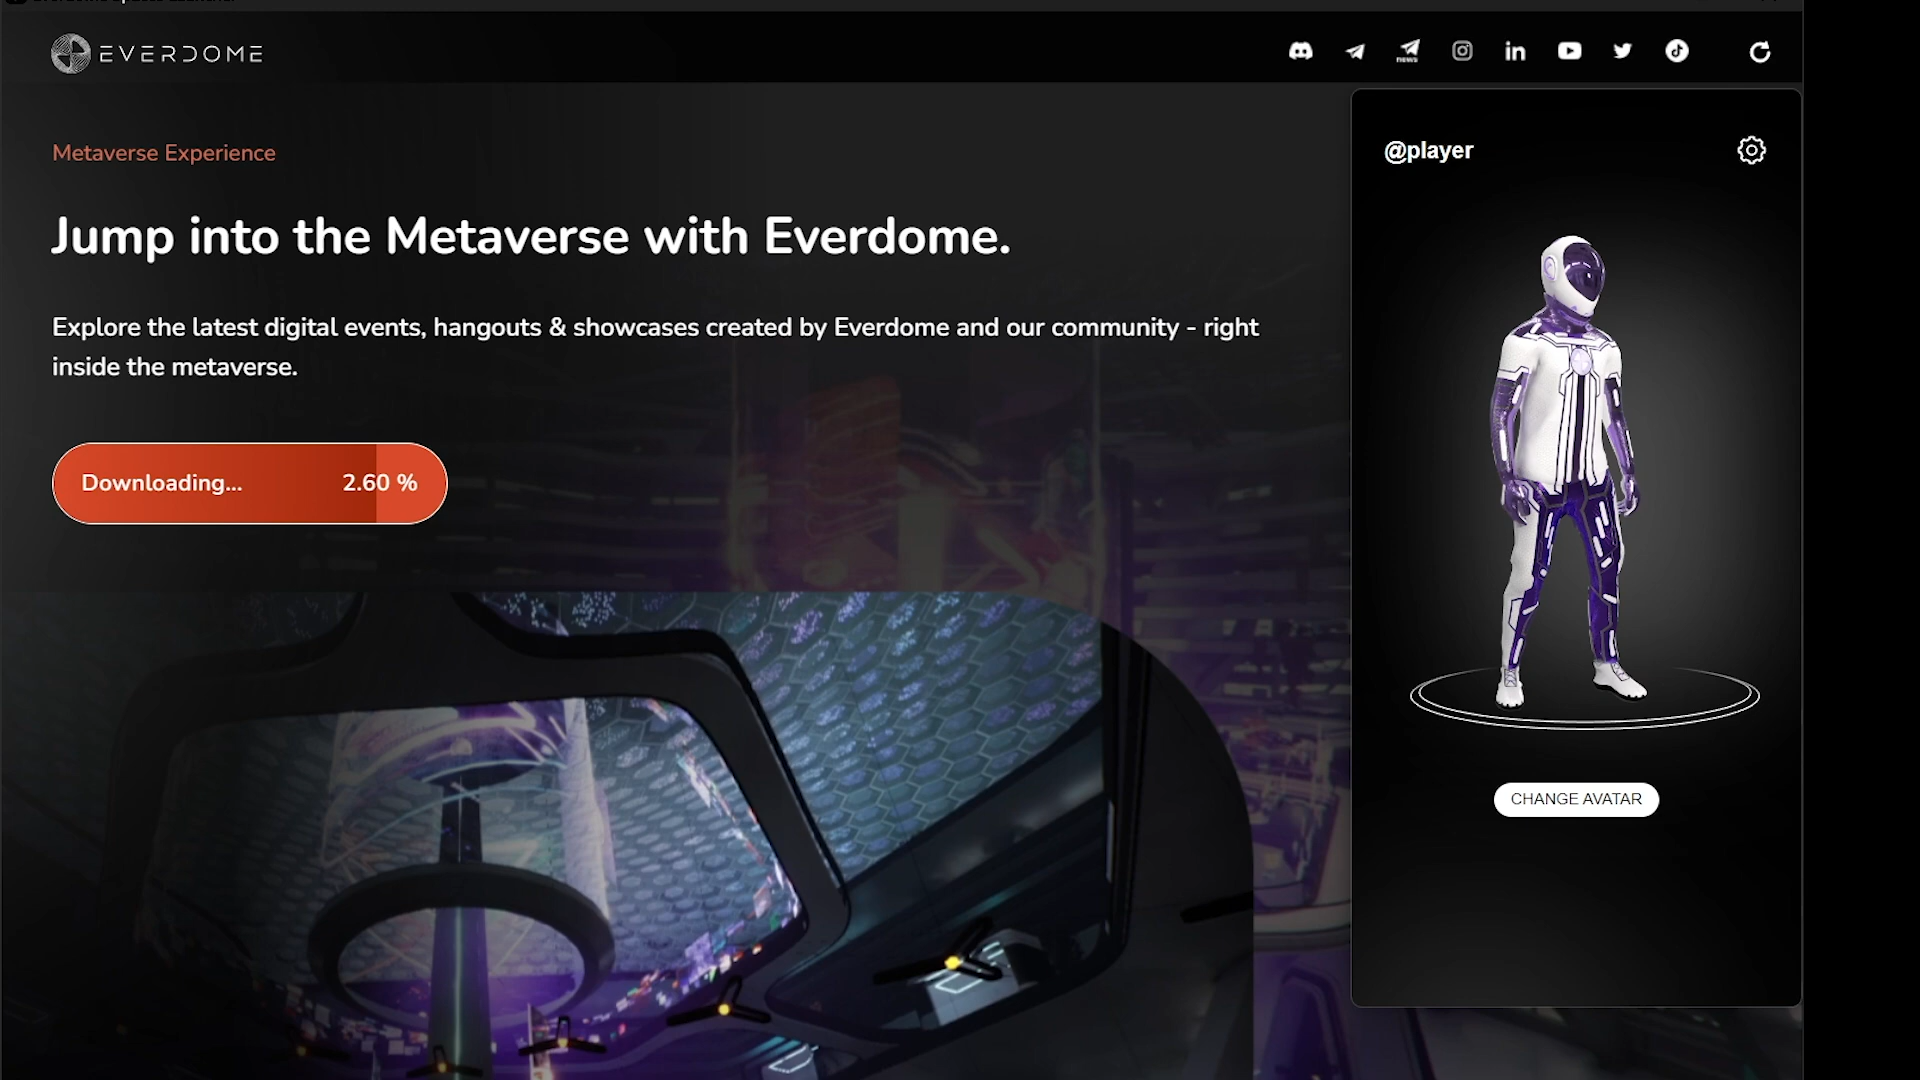 EVERDOME
news
Metaverse Experience
@player
Jump into the Metaverse with Everdome.
Explore the latest digital events, hangouts & showcases created by Everdome and our community - right
inside the metaverse.
Downloading... 2.60 %
CHANGE AVATAR